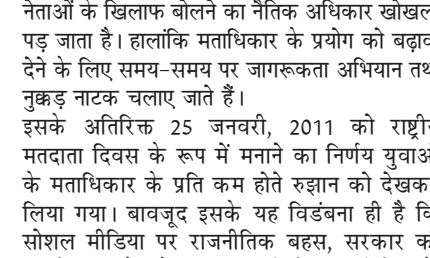 नेताओं के खिलाफ बोलने का नैतिक अधिकार खोखल
पड़ जाता है। हालांकि मताधिकार के प्रयोग को बढ़ाव
देने के लिए समय-समय पर जागरूकता अभियान तथ
नुक्कड़ नाटक चलाए जाते हैं।
इसके अतिरिक्त 25 जनवरी, 2011 को राष्ट्री
मतदाता दिवस के रूप में मनाने का निर्णय युवाओ
के मताधिकार के प्रति कम होते रुझान को देखक
लिया गया। बावजूद इसके यह विडंबना ही है
सोशल मीडिया पर राजनीतिक बहस, सरकार